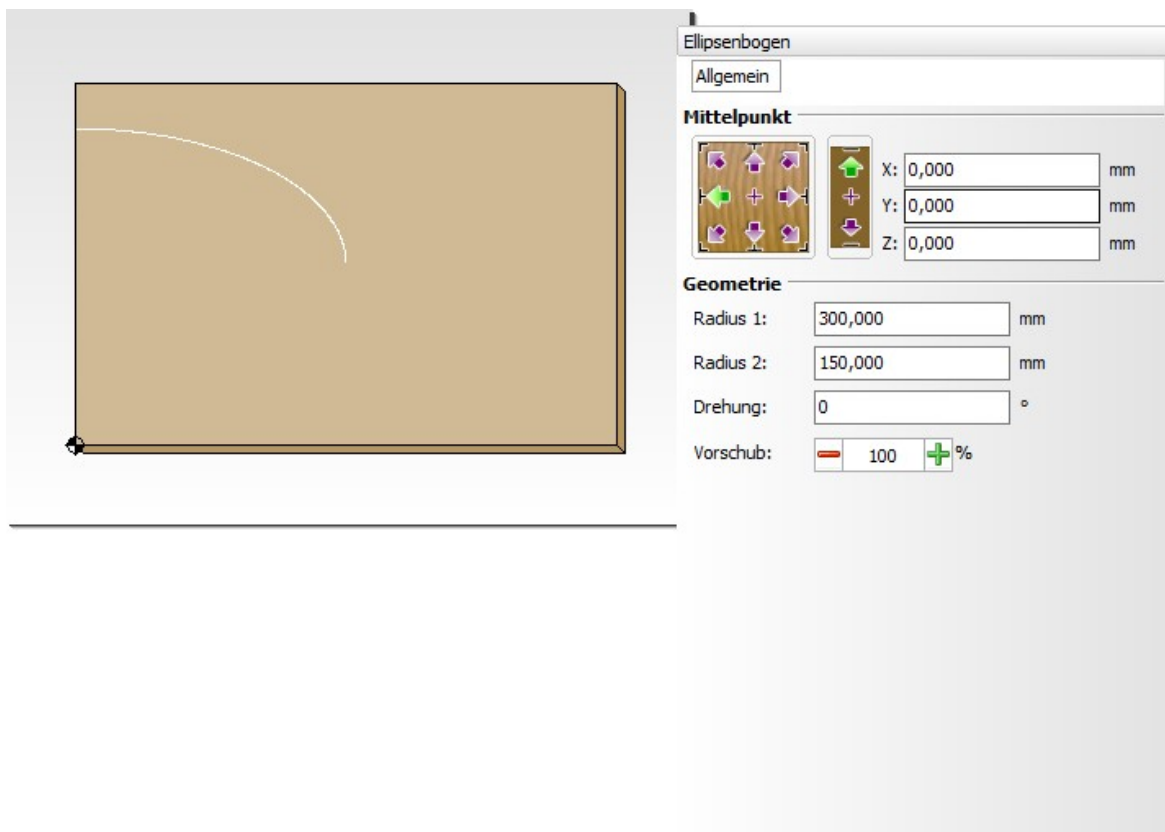 Ellipsenbogen
Allgemein
Mittelpunkt
X: 0,000 mm
Y: 0,000 mm
Z: 0,000 mm
Geometrie
Radius 1: 300,000 mm
Radius 2: 150,000 mm
Drehung: 0 °
Vorschub: 100 %